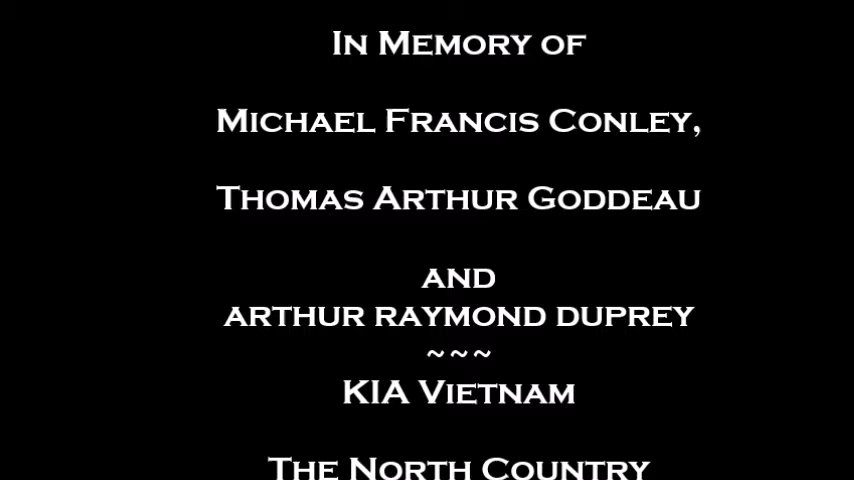 In Memory of
Michael Francis Conley,
Thomas Arthur Goddeau
and
ARTHUR RAYMOND DUPREY
~~~
KIA Vietnam
The North Country